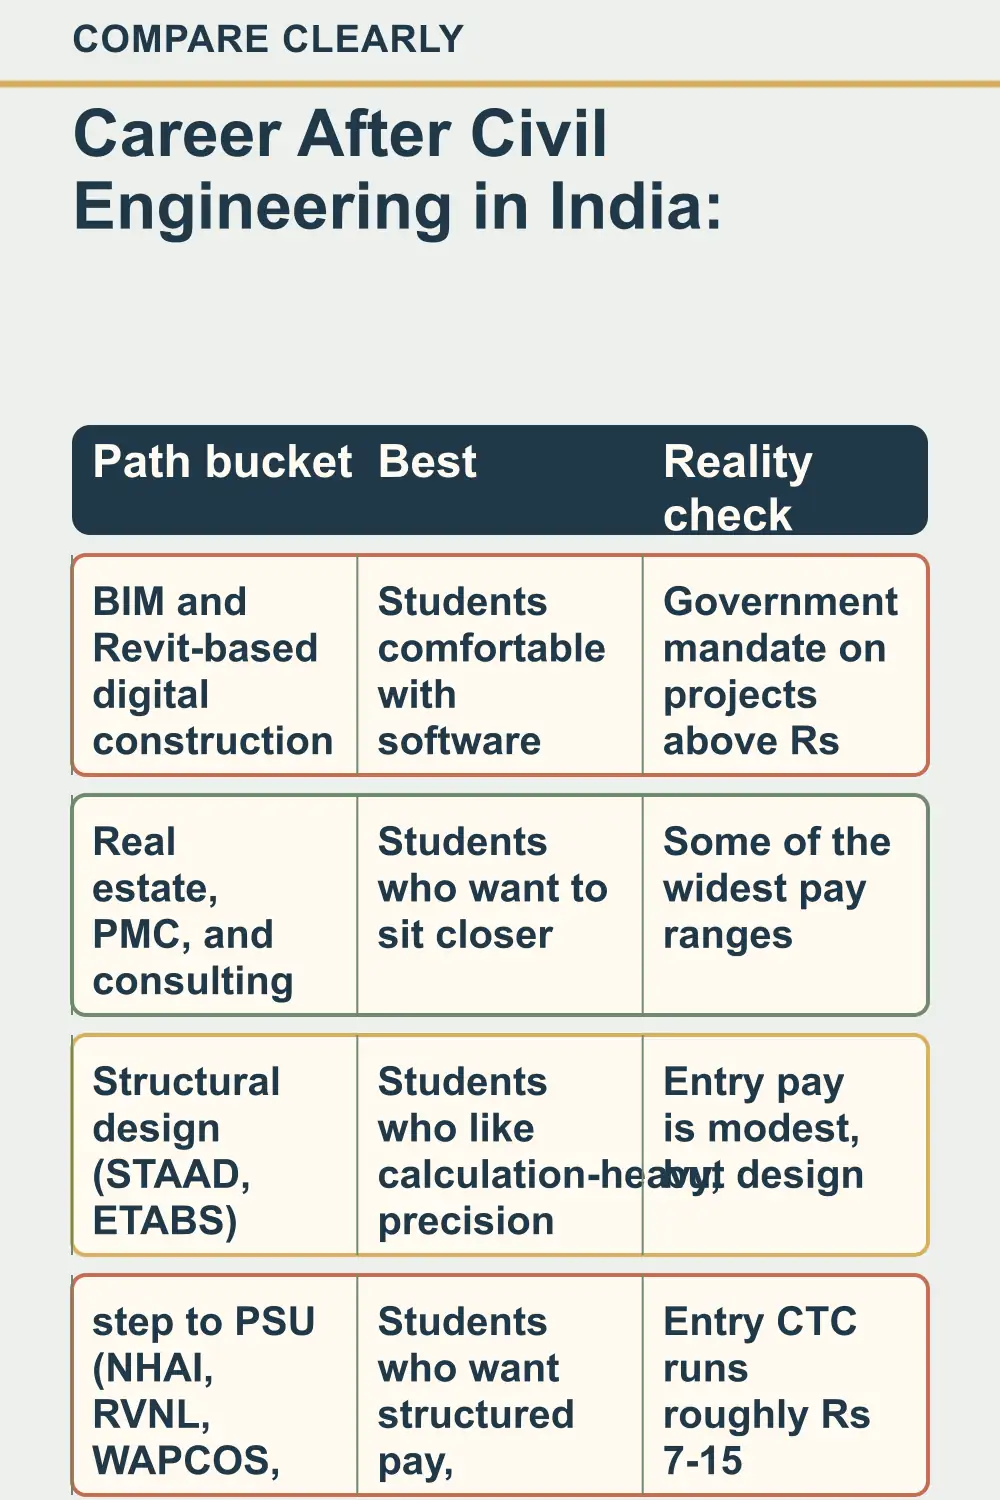 COMPARE CLEARLY
Career After Civil
Engineering in India:
Path bucket
Best
Reality
check
BIM and
Revit-based
digital
construction
Students
comfortable
with
software
Government
mandate on
projects
above Rs
Real
estate,
PMC, and
consulting
Students
who want to
sit closer
Some of the
widest pay
ranges
Structural
design
(STAAD,
ETABS)
Students
who like
calculation-heavy,
precision
Entry pay
is modest,
but design
step to PSU
(NHAI,
RVNL,
WAPCOS,
Students
who want
structured
pay,
Entry CTC
runs
roughly Rs
7-15